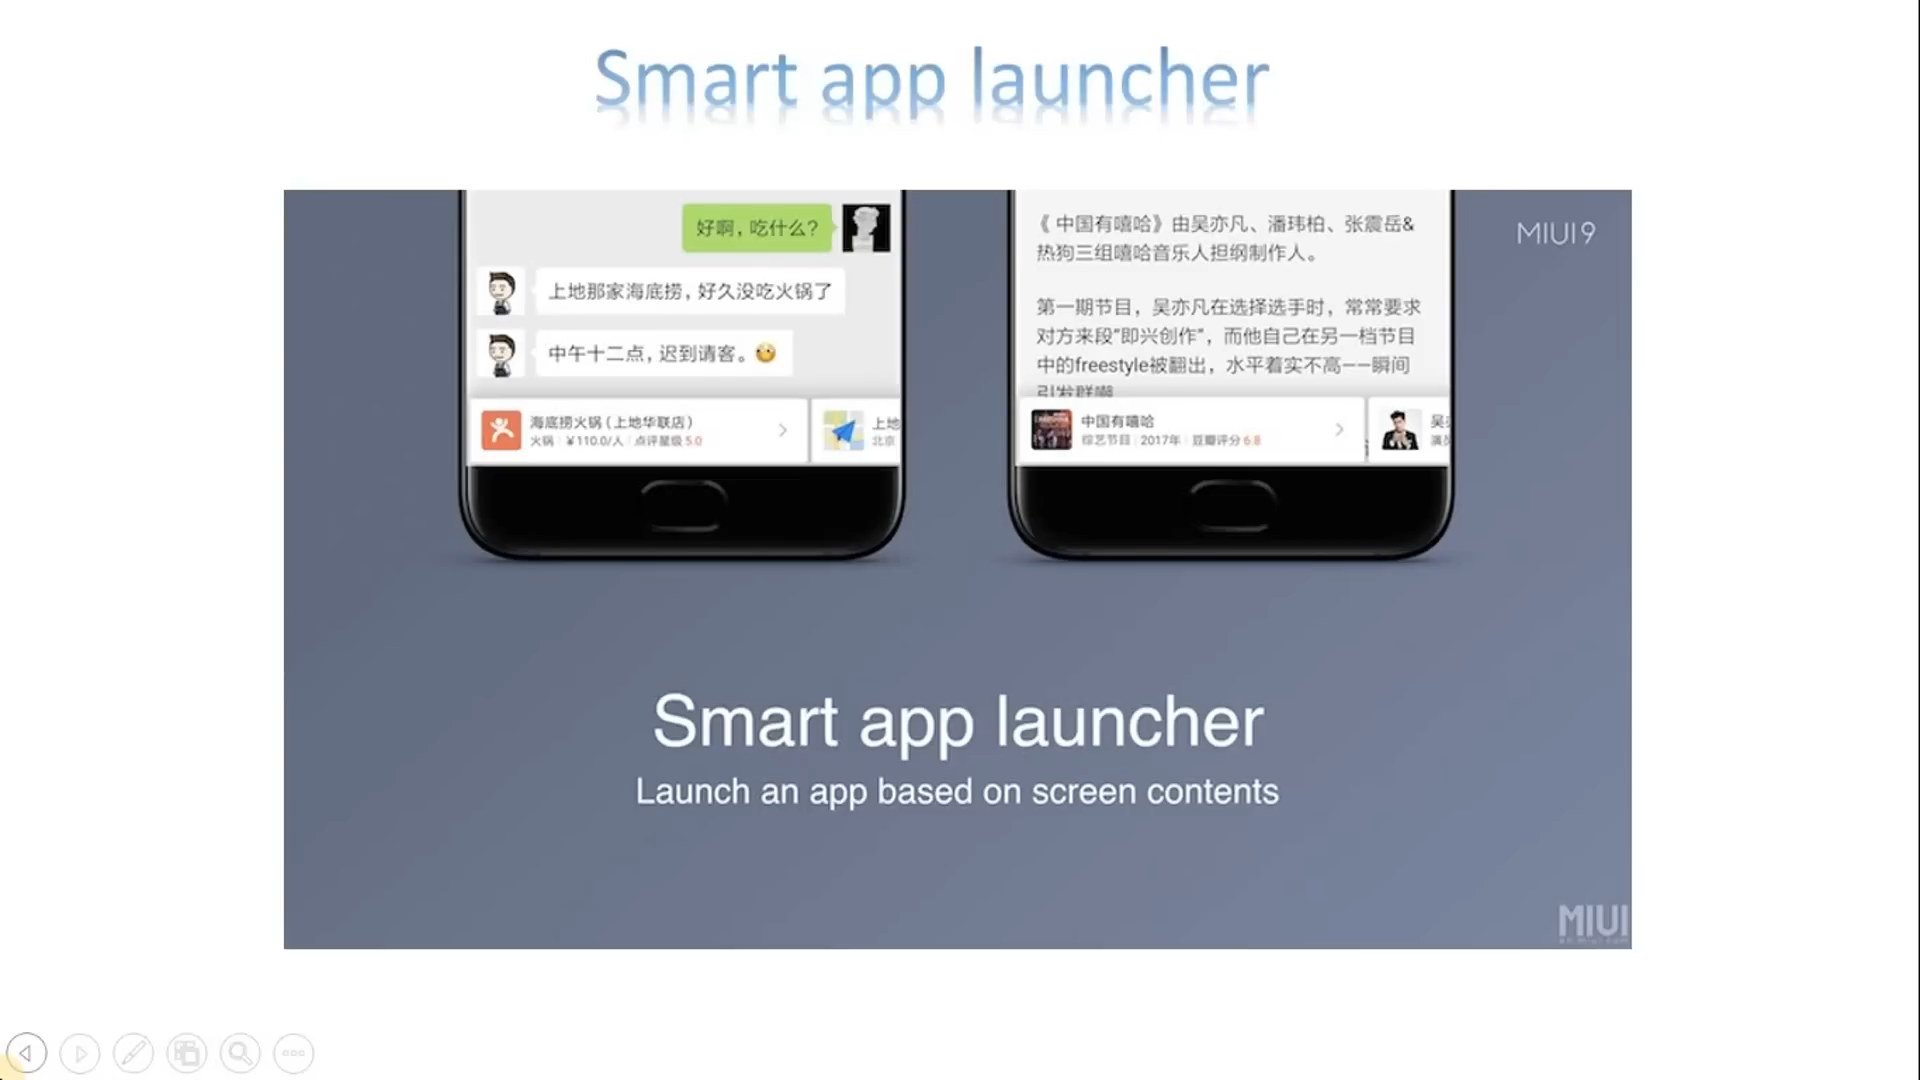 Smart app launcher
MIUI 9
好啊，吃什么？
上地那家海底捞，好久没吃火锅了
中午十二点，迟到请客。
海底捞火锅（上地华联店）
火锅 | ￥110.0/人 | 点评星级 5.0
上地
北京
《中国有嘻哈》由吴亦凡、潘玮柏、张震岳&
热狗三组嘻哈音乐人担纲制作人。
第一期节目，吴亦凡在选择选手时，常常要求
对方来段“即兴创作”，而他自己在另一档节目
中的freestyle被翻出，水平着实不高——瞬间
引发群嘲
中国有嘻哈
综艺节目 | 2017年 | 豆瓣评分 6.8
吴
Smart app launcher
Launch an app based on screen contents
MIUI